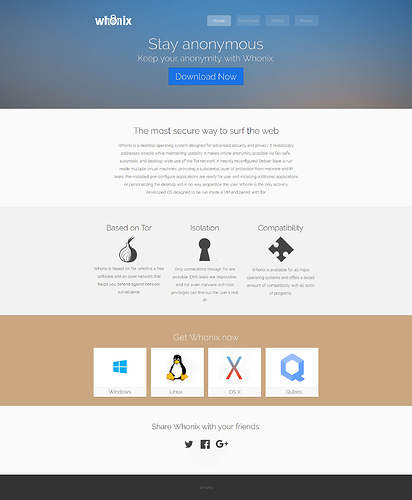 whonix
Home
Download
Stay anonymous
Keep your anonymity with Whonix.
Download Now
The most secure way to surf the web
Whonix is a desktop operating system designed for advanced security and privacy. It realistically
addresses attacks while maintaining usability. It makes online anonymity possible via fail-safe,
automatic, and desktop-wide use of the Tor network. A heavily reconfigured Debian base is run
inside multiple virtual machines, providing a substantial layer of protection from malware and IP
leaks. Pre-installed, pre-configured applications are ready for use, and installing additional applications
or personalizing the desktop will in no way jeopardize the user. Whonix is the only actively
developed OS designed to be run inside a VM and paired with Tor.
Based on Tor
Isolation
Compatibility
Whonix is based on Tor, which is a free
software and an open network that
helps you defend against network
surveillance
Only connections through Tor are
possible. DNS leaks are impossible,
and not even malware with root
privileges can find out the user's real
IP.
Whonix is available for all major
operating systems and offers a broad
amount of compatibility with all sorts
of programs.
Get Whonix now
Windows
Linux
OS X
Qubes
Share Whonix with your friends.
G+
Whonix